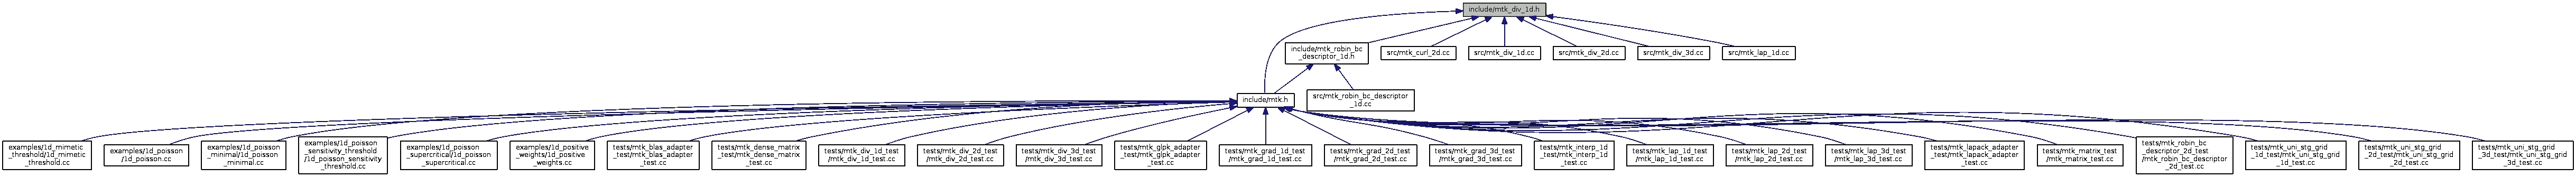 include/mtk_div_1d.h
include/mtk_robin_bc
_descriptor_1d.h
src/mtk_curl_2d.cc
src/mtk_div_1d.cc
src/mtk_div_2d.cc
src/mtk_div_3d.cc
src/mtk_lap_1d.cc
include/mtk.h
src/mtk_robin_bc_descriptor
_1d.cc
examples/1d_mimetic
_threshold/1d_mimetic
_threshold.cc
examples/1d_poisson
/1d_poisson.cc
examples/1d_poisson
_minimal/1d_poisson
_minimal.cc
examples/1d_poisson
_sensitivity_threshold
/1d_poisson_sensitivity
_threshold.cc
examples/1d_poisson
_supercritical/1d_poisson
_supercritical.cc
examples/1d_positive
_weights/1d_positive
_weights.cc
tests/mtk_blas_adapter
_test/mtk_blas_adapter
_test.cc
tests/mtk_dense_matrix
_test/mtk_dense_matrix
_test.cc
tests/mtk_div_1d_test
/mtk_div_1d_test.cc
tests/mtk_div_2d_test
/mtk_div_2d_test.cc
tests/mtk_div_3d_test
/mtk_div_3d_test.cc
tests/mtk_glpk_adapter
_test/mtk_glpk_adapter
_test.cc
tests/mtk_grad_1d_test
/mtk_grad_1d_test.cc
tests/mtk_grad_2d_test
/mtk_grad_2d_test.cc
tests/mtk_grad_3d_test
/mtk_grad_3d_test.cc
tests/mtk_interp_1d
_test/mtk_interp_1d
_test.cc
tests/mtk_lap_1d_test
/mtk_lap_1d_test.cc
tests/mtk_lap_2d_test
/mtk_lap_2d_test.cc
tests/mtk_lap_3d_test
/mtk_lap_3d_test.cc
tests/mtk_lapack_adapter
_test/mtk_lapack_adapter
_test.cc
tests/mtk_matrix_test
/mtk_matrix_test.cc
tests/mtk_robin_bc
_descriptor_2d_test
/mtk_robin_bc_descriptor
_2d_test.cc
tests/mtk_uni_stg_grid
_1d_test/mtk_uni_stg_grid
_1d_test.cc
tests/mtk_uni_stg_grid
_2d_test/mtk_uni_stg_grid
_2d_test.cc
tests/mtk_uni_stg_grid
_3d_test/mtk_uni_stg_grid
_3d_test.cc